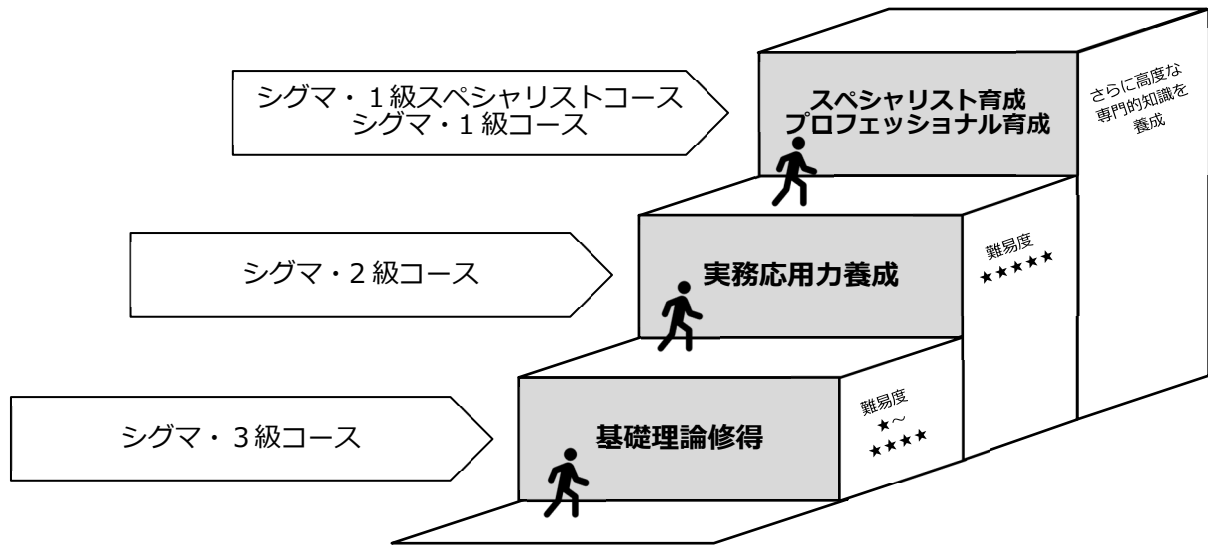 シグマ・１級スペシャリストコース
シグマ・１級コース
スペシャリスト育成
プロフェッショナル育成
さらに高度な
専門的知識を
養成
シグマ・２級コース
実務応用力養成
難易度
★★★★★
シグマ・３級コース
基礎理論修得
難易度
★～
★★★★